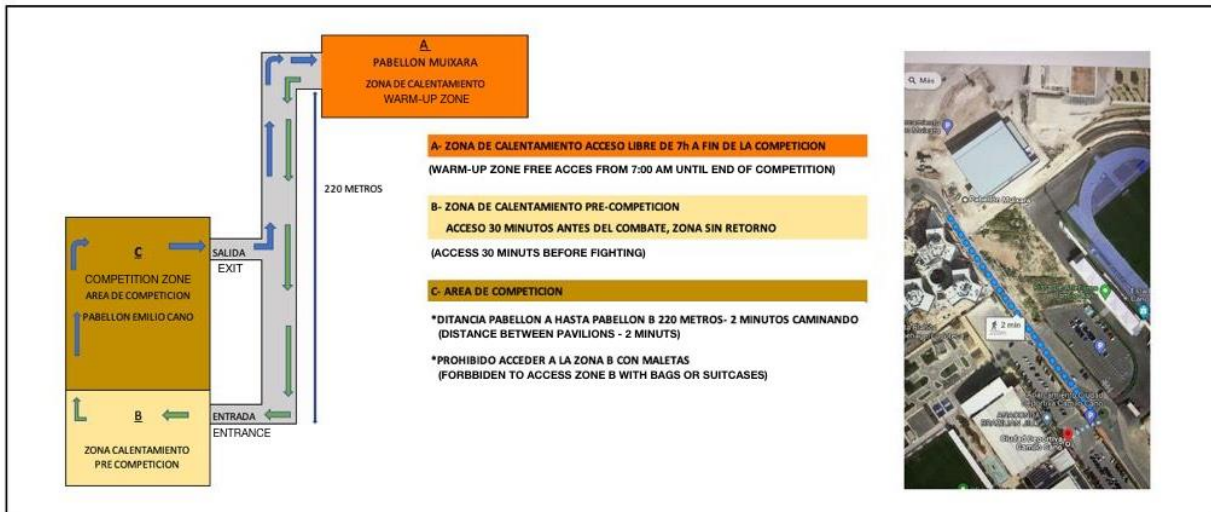 A
PABELLON MUIXARA
ZONA DE CALENTAMIENTO
WARM-UP ZONE
220 METROS
C
COMPETITION ZONE
AREA DE COMPETICION
PABELLON EMILIO CANO
SALIDA
EXIT
B
ZONA CALENTAMIENTO
PRE COMPETICION
ENTRADA
ENTRANCE
A- ZONA DE CALENTAMIENTO ACCESO LIBRE DE 7h A FIN DE LA COMPETICION
(WARM-UP ZONE FREE ACCES FROM 7:00 AM UNTIL END OF COMPETITION)
B- ZONA DE CALENTAMIENTO PRE-COMPETICION
ACCESO 30 MINUTOS ANTES DEL COMBATE, ZONA SIN RETORNO
(ACCESS 30 MINUTS BEFORE FIGHTING)
C- AREA DE COMPETICION
*DITANCIA PABELLON A HASTA PABELLON B 220 METROS- 2 MINUTOS CAMINANDO
(DISTANCE BETWEEN PAVILIONS - 2 MINUTS)
*PROHIBIDO ACCEDER A LA ZONA B CON MALETAS
(FORBBIDEN TO ACCESS ZONE B WITH BAGS OR SUITCASES)
Más
Pabellón Muixara
2 min
Ciudad Deportiva
Camilo Cano